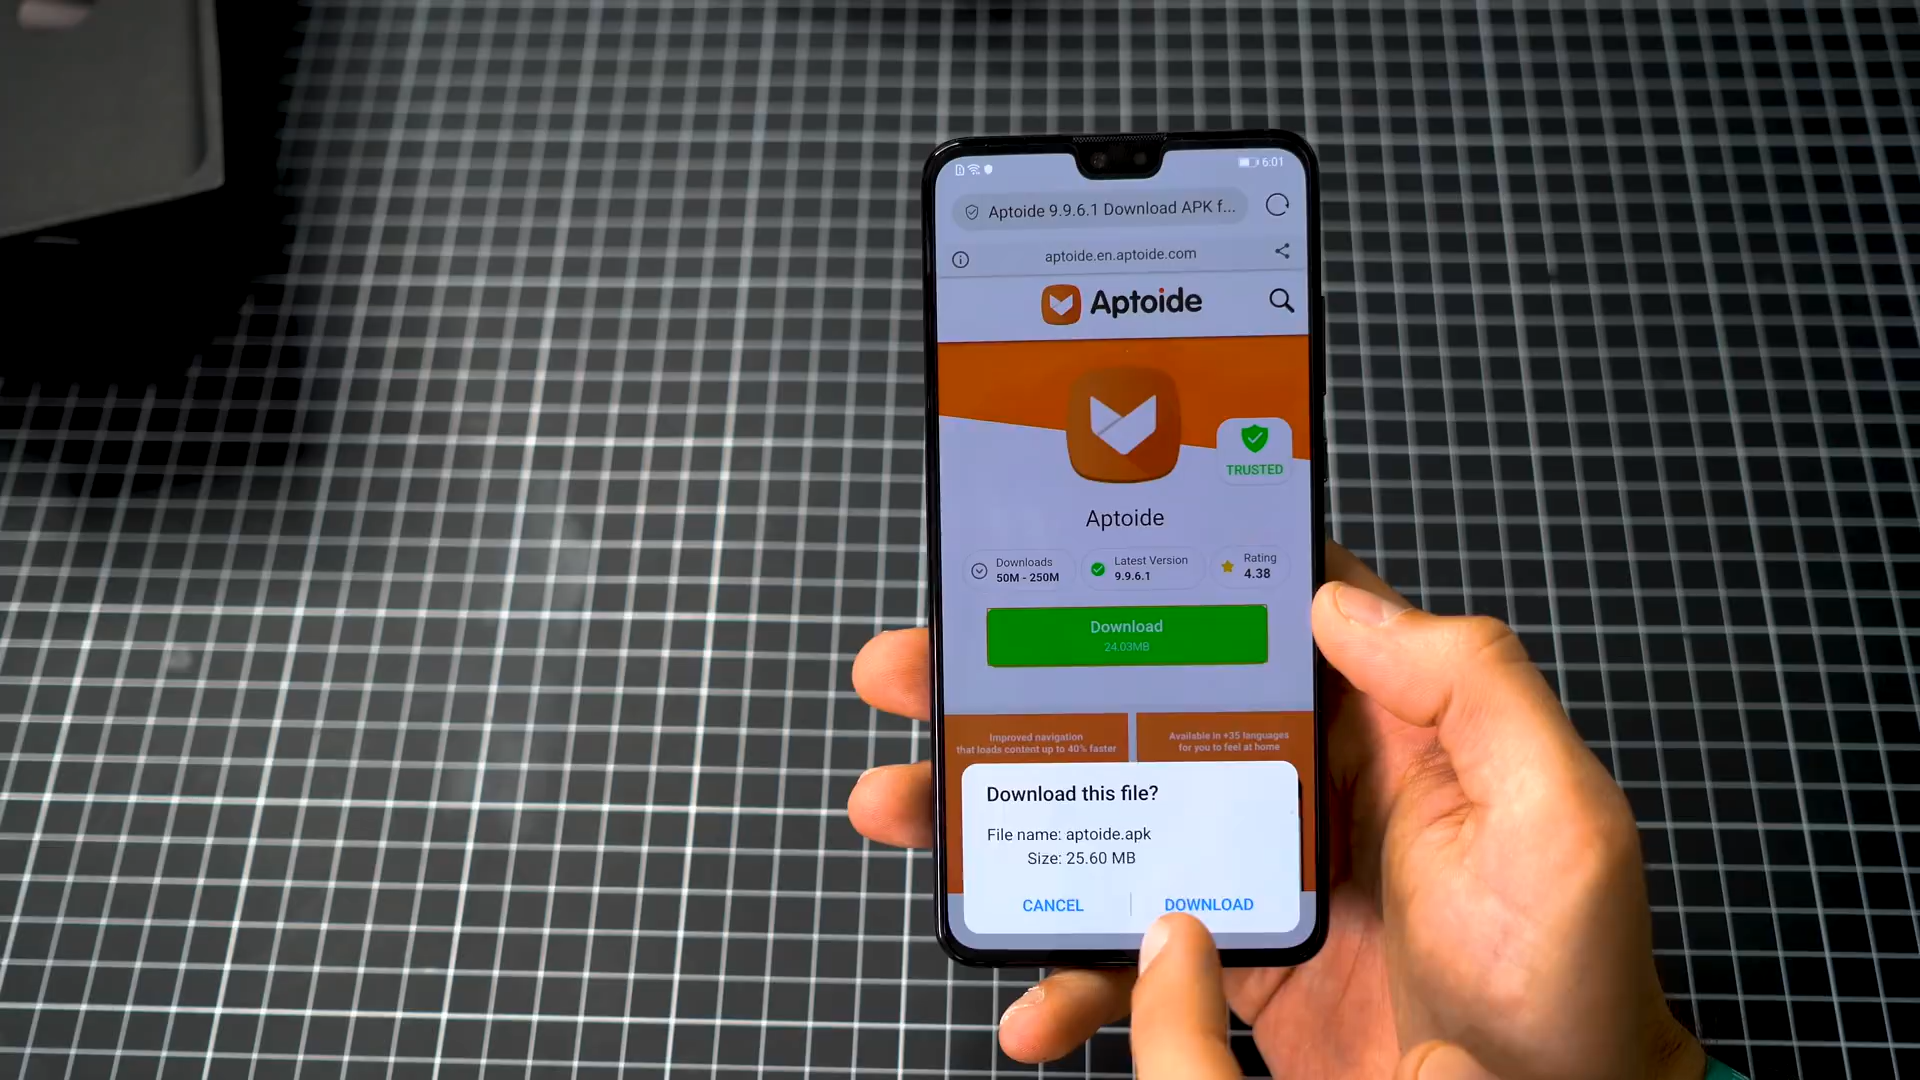 6:01
Aptoide 9.9.6.1 Download APK f...
aptoide.en.aptoide.com
Aptoide
TRUSTED
Aptoide
Downloads
50M - 250M
Latest Version
9.9.6.1
Rating
4.38
Download
24.03MB
Improved navigation
that loads content up to 40% faster
Available in +35 languages
for you to feel at home
Download this file?
File name: aptoide.apk
Size: 25.60 MB
CANCEL
DOWNLOAD